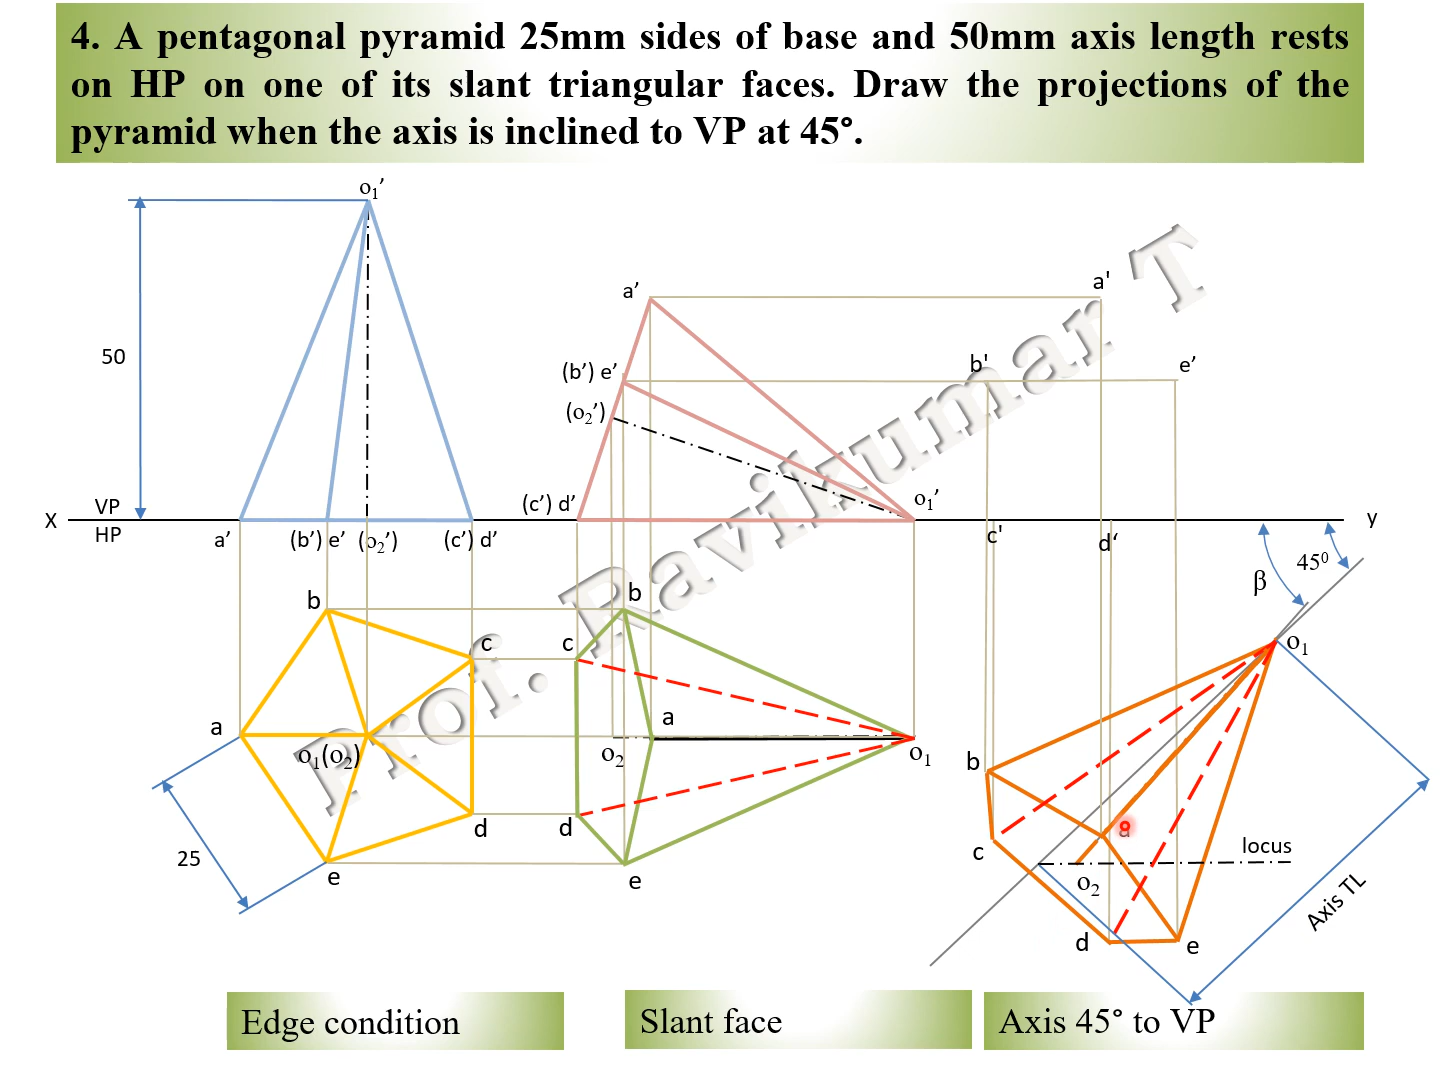 4. A pentagonal pyramid 25mm sides of base and 50mm axis length rests
on HP on one of its slant triangular faces. Draw the projections of the
pyramid when the axis is inclined to VP at 45°.
o₁’
a’
a'
50
(b’) e’
b'
e’
(o₂’)
(c’) d’
o₁’
X
VP
HP
y
a’
(b’) e’
(o₂’)
(c’) d’
c'
d‘
β
45⁰
b
b
c
c
o₁
a
a
o₁(o₂)
o₂
o₁
b
d
d
a
25
e
e
c
o₂
locus
Axis TL
d
e
Prof. Ravikumar T
Edge condition
Slant face
Axis 45° to VP